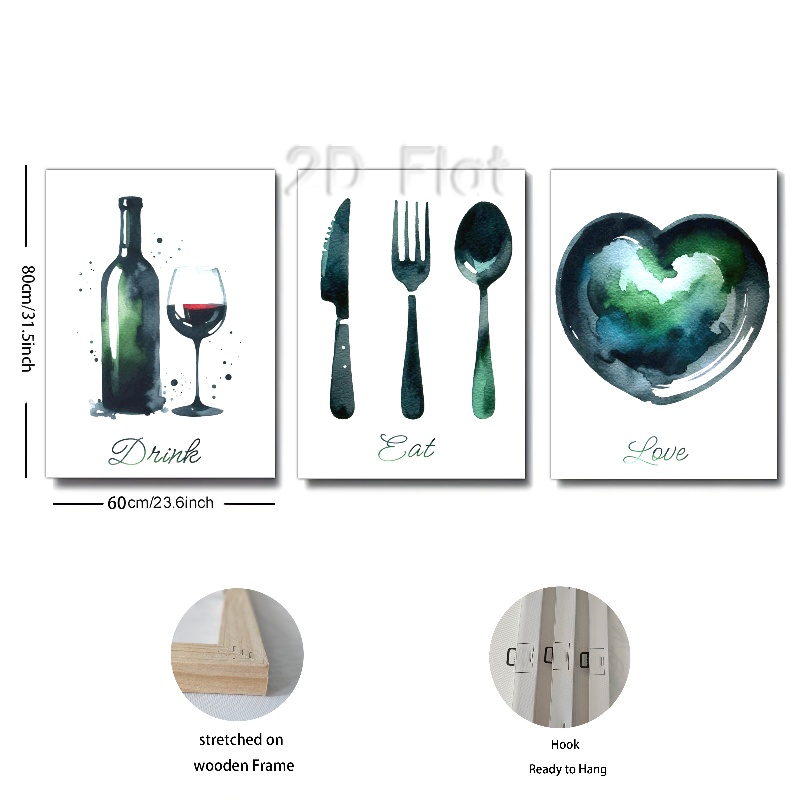 2D Flat
80cm/31.5inch
Drink
Eat
Love
60cm/23.6inch
stretched on
wooden Frame
Hook
Ready to Hang